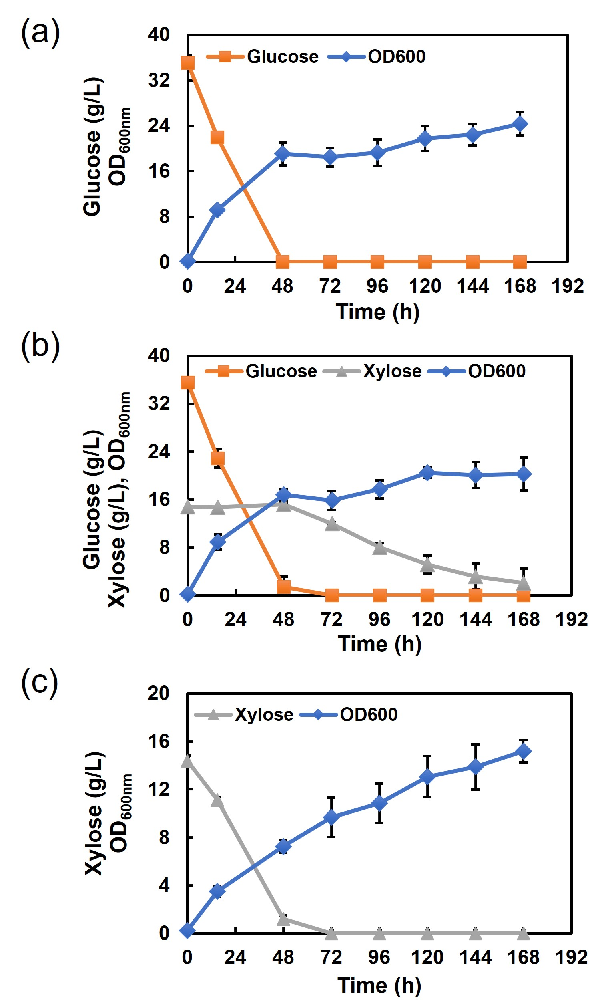 (a)
Glucose (g/L)
OD600nm
40
32
24
16
8
0
Glucose OD600
0 24 48 72 96 120 144 168 192
Time (h)
(b)
Glucose (g/L)
Xylose (g/L), OD600nm
40
32
24
16
8
0
Glucose Xylose OD600
0 24 48 72 96 120 144 168 192
Time (h)
(c)
Xylose (g/L)
OD600nm
20
16
12
8
4
0
Xylose OD600
0 24 48 72 96 120 144 168 192
Time (h)